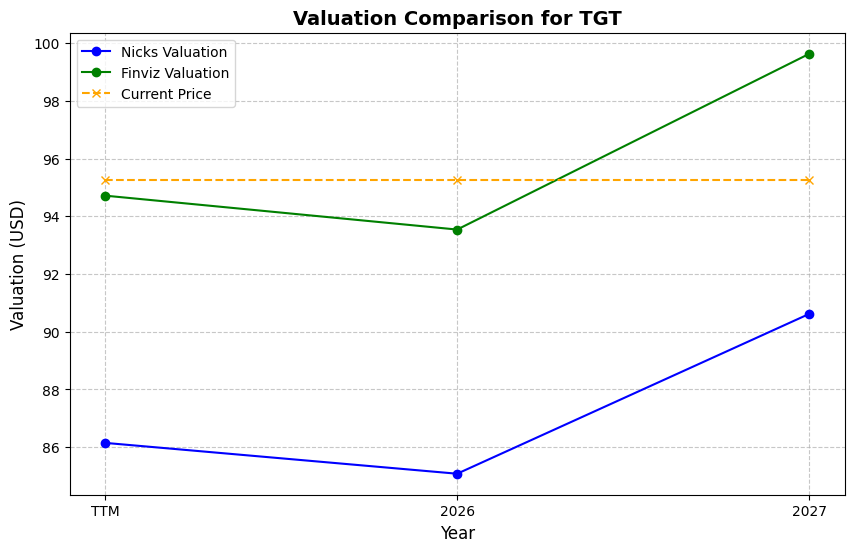 Valuation Comparison for TGT
Nicks Valuation
Finviz Valuation
Current Price
Valuation (USD)
100
98
96
94
92
90
88
86
TTM
2026
2027
Year